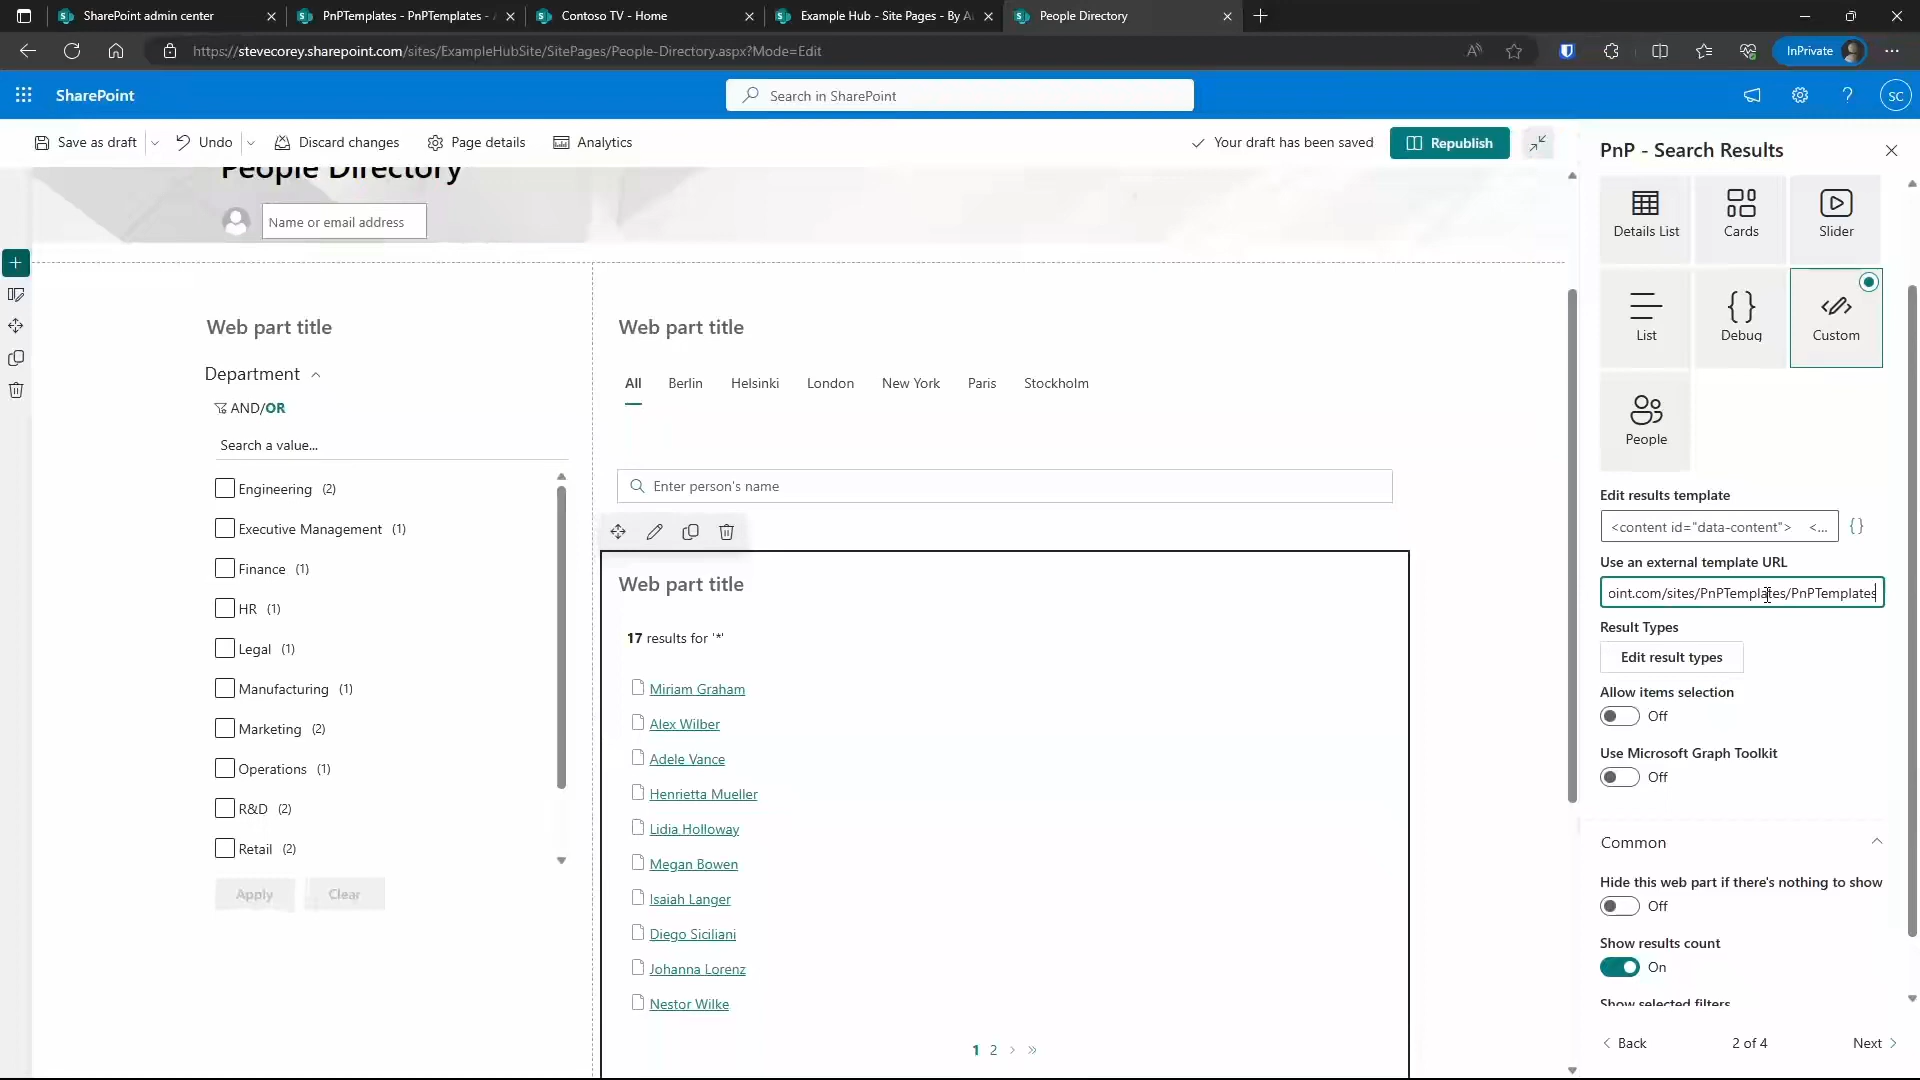 SharePoint admin center
PnPTemplates - PnPTemplates -
Contoso TV - Home
Example Hub - Site Pages - By
People Directory
https://stevecorey.sharepoint.com/sites/ExampleHubSite/SitePages/People-Directory.aspx?Mode=Edit
InPrivate
SharePoint
Search in SharePoint
SC
Save as draft
Undo
Discard changes
Page details
Analytics
Your draft has been saved
Republish
People Directory
Name or email address
Web part title
Department
AND/OR
Search a value...
Engineering (2)
Executive Management (1)
Finance (1)
HR (1)
Legal (1)
Manufacturing (1)
Marketing (2)
Operations (1)
R&D (2)
Retail (2)
Apply
Clear
Web part title
All Berlin Helsinki London New York Paris Stockholm
Enter person's name
Web part title
17 results for '*'
Miriam Graham
Alex Wilber
Adele Vance
Henrietta Mueller
Lidia Holloway
Megan Bowen
Isaiah Langer
Diego Siciliani
Johanna Lorenz
Nestor Wilke
1 2 > »
PnP - Search Results
Details List
Cards
Slider
List
Debug
Custom
People
Edit results template
<content id="data-content"> <...
{}
Use an external template URL
oint.com/sites/PnPTemplates/PnPTemplates
Result Types
Edit result types
Allow items selection
Off
Use Microsoft Graph Toolkit
Off
Common
Hide this web part if there's nothing to show
Off
Show results count
On
Show selected filters
Back
2 of 4
Next